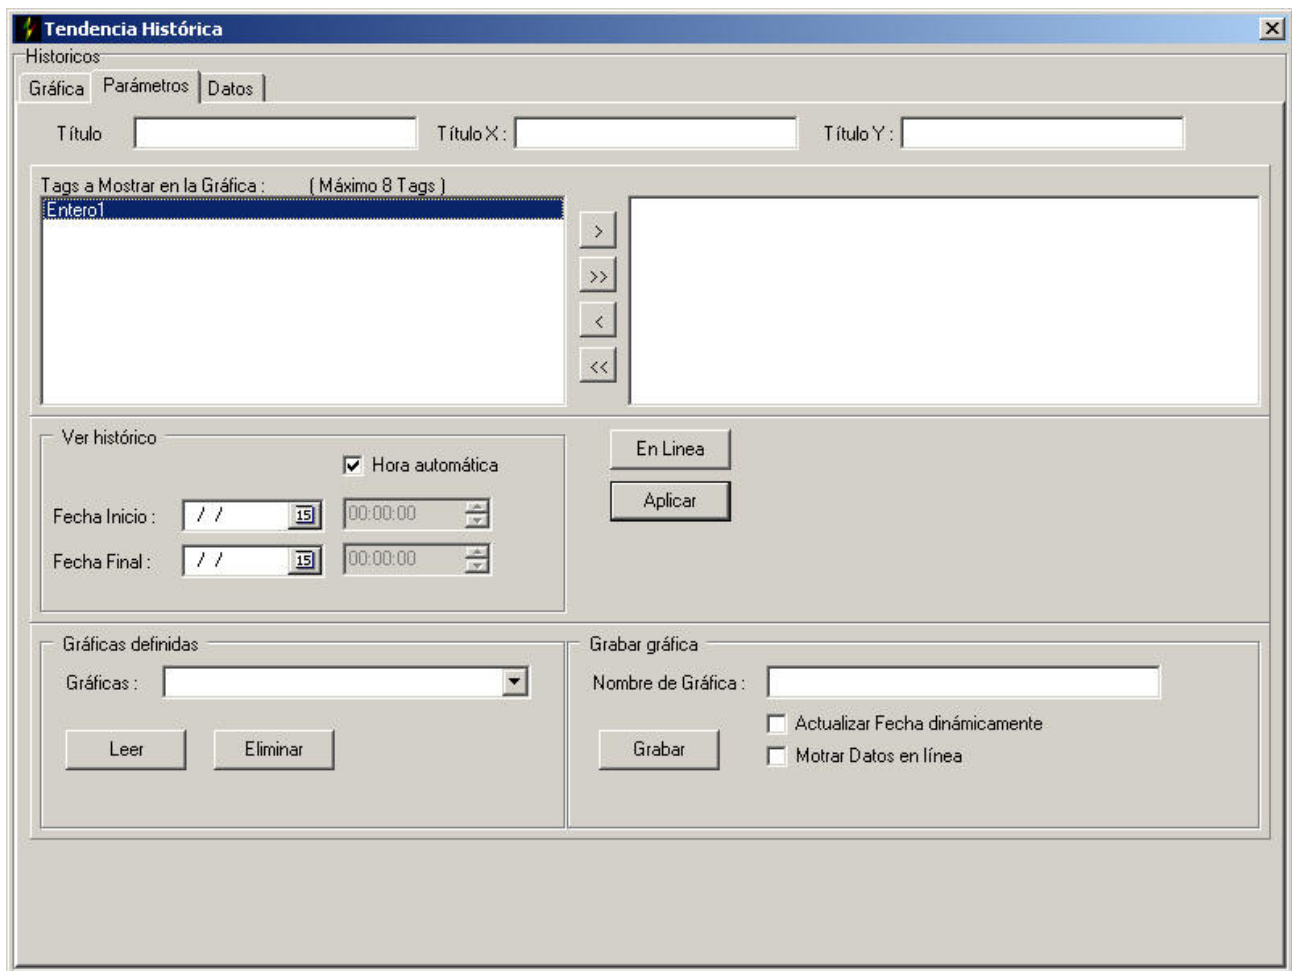 Tendencia Histórica
Historicos
Gráfica Parámetros Datos
Título Título X : Título Y :
Tags a Mostrar en la Gráfica : ( Máximo 8 Tags )
Entero1
>
>>
<
<<
Ver histórico
En Linea
Hora automática
Aplicar
Fecha Inicio : / / 15 00:00:00
Fecha Final : / / 15 00:00:00
Gráficas definidas Grabar gráfica
Gráficas : Nombre de Gráfica :
Actualizar Fecha dinámicamente
Leer Eliminar Grabar
Motrar Datos en línea